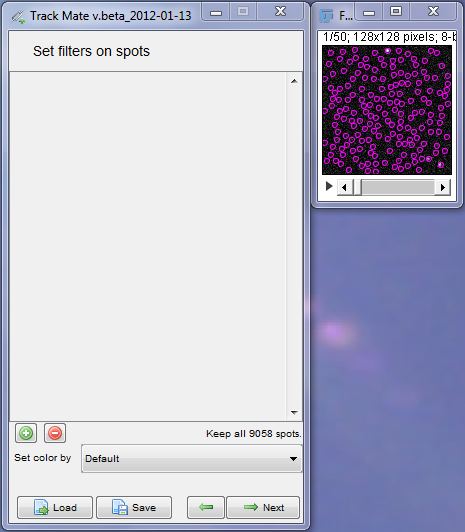 Track Mate v.beta_2012-01-13
F...
Set filters on spots
1/50; 128x128 pixels; 8-b
Keep all 9058 spots.
Set color by
Default
Load
Save
Next